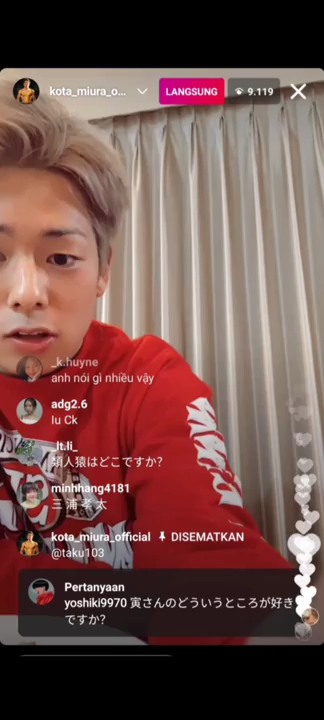 kota_miura_o...
LANGSUNG
9.119
_k.huyne
anh nói gì nhiều vậy
adg2.6
Iu Ck
_lt.li_
類人猿はどこですか?
minhhang4181
三 浦 孝 太
kota_miura_official DISEMATKAN
@taku103
Pertanyaan
yoshiki9970 寅さんのどういうところが好き
ですか?